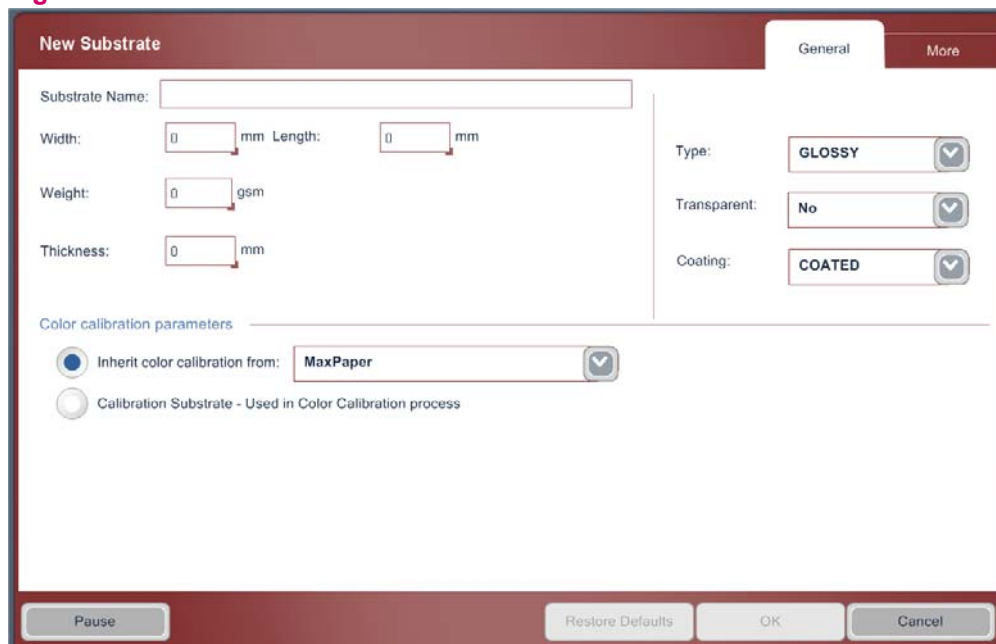 New Substrate
General
More
Substrate Name:
Width: 0 mm Length: 0 mm
Weight: 0 gsm
Thickness: 0 mm
Type: GLOSSY
Transparent: No
Coating: COATED
Color calibration parameters
Inherit color calibration from: MaxPaper
Calibration Substrate - Used in Color Calibration process
Pause
Restore Defaults
OK
Cancel